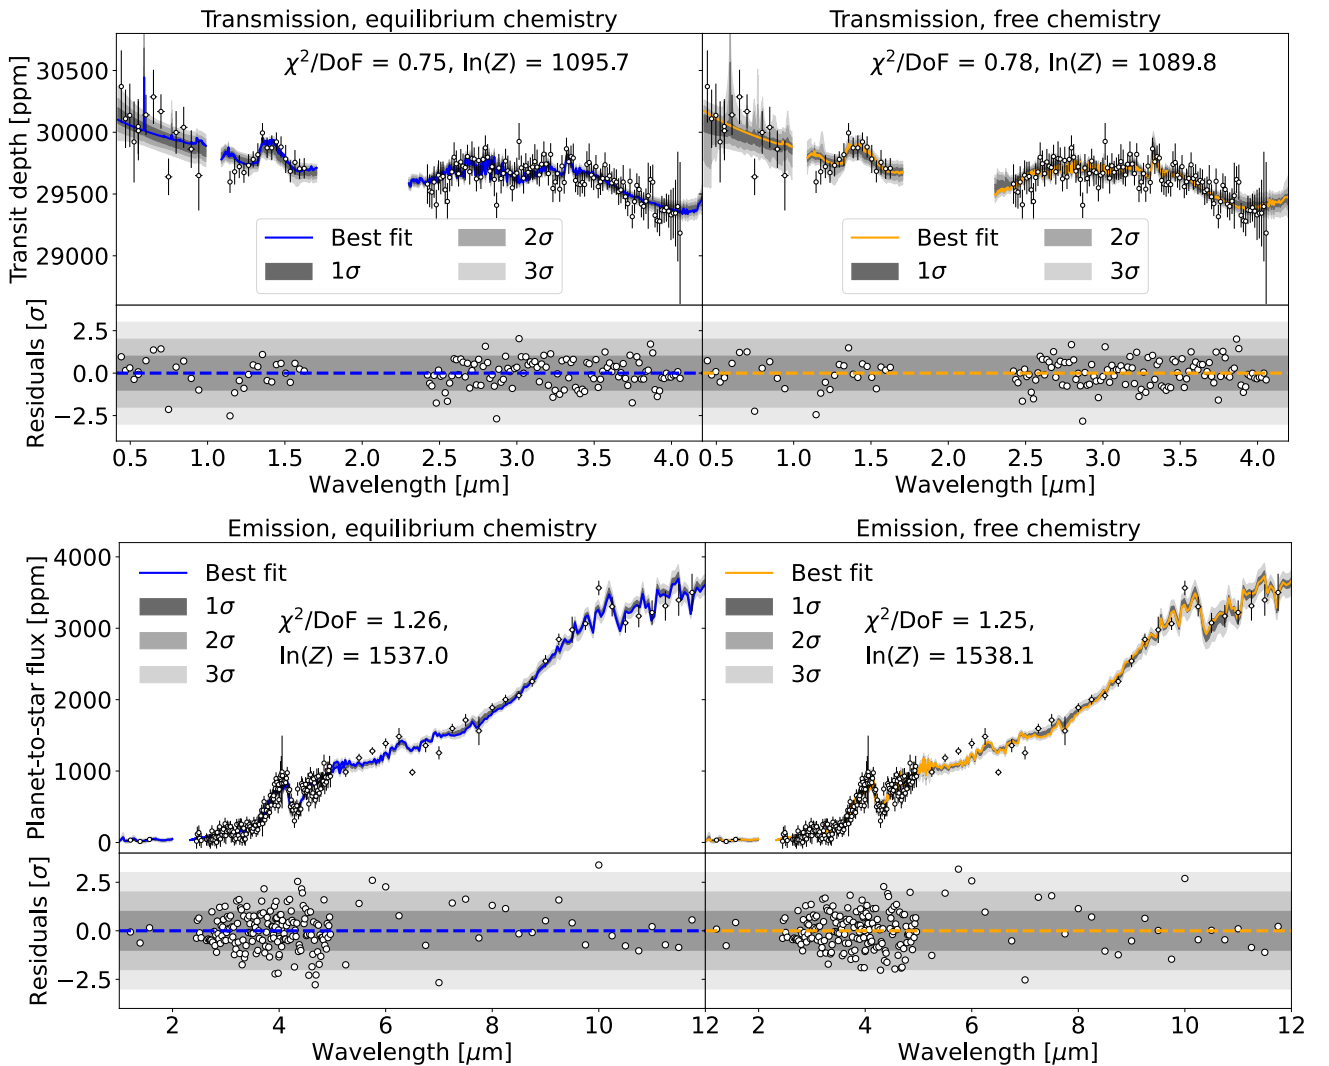 Transmission, equilibrium chemistry
Transmission, free chemistry
χ²/DoF = 0.75, ln(Z) = 1095.7
χ²/DoF = 0.78, ln(Z) = 1089.8
Transit depth [ppm]
30500
30000
29500
29000
Best fit
1σ
2σ
3σ
Best fit
1σ
2σ
3σ
Residuals [σ]
2.5
0.0
−2.5
0.5 1.0 1.5 2.0 2.5 3.0 3.5 4.0
0.5 1.0 1.5 2.0 2.5 3.0 3.5 4.0
Wavelength [μm]
Wavelength [μm]
Emission, equilibrium chemistry
Emission, free chemistry
Planet-to-star flux [ppm]
4000
3000
2000
1000
0
Best fit
1σ
2σ
3σ
χ²/DoF = 1.26,
ln(Z) = 1537.0
Best fit
1σ
2σ
3σ
χ²/DoF = 1.25,
ln(Z) = 1538.1
Residuals [σ]
2.5
0.0
−2.5
2 4 6 8 10 12
2 4 6 8 10 12
Wavelength [μm]
Wavelength [μm]